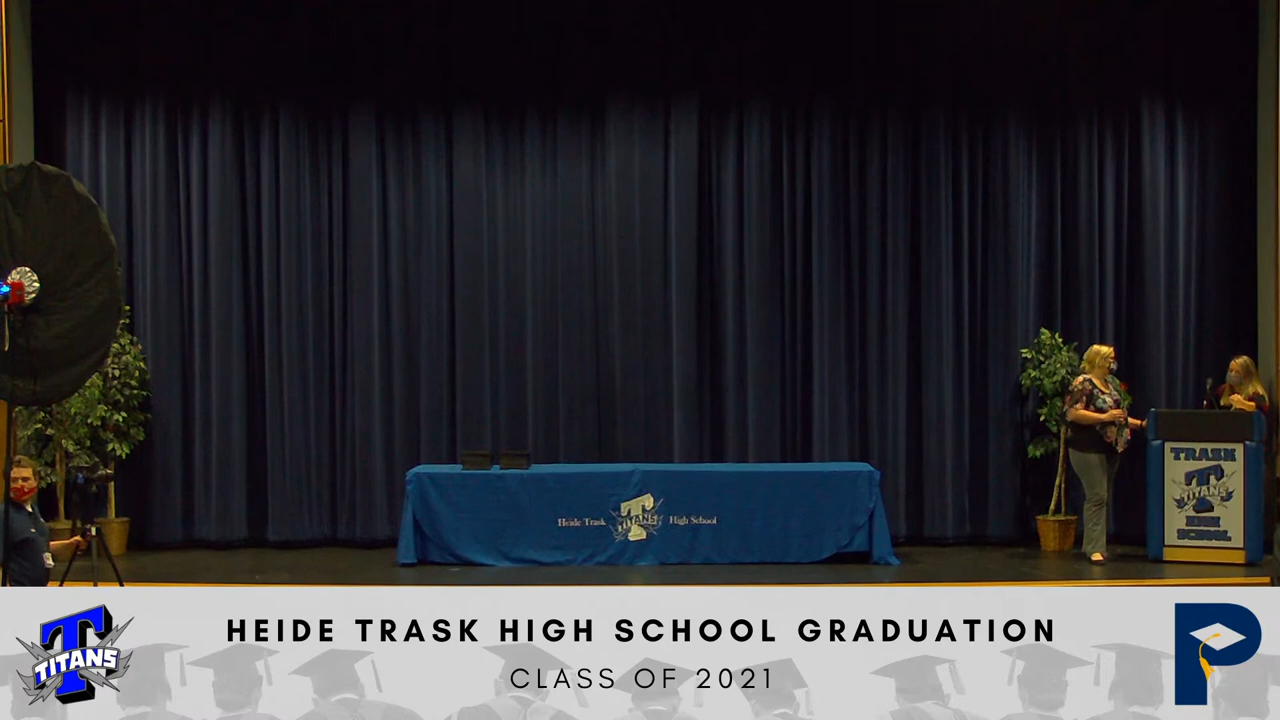 TRASK
T
TITANS
HIGH
SCHOOL
Heide Trask TITANS High School
HEIDE TRASK HIGH SCHOOL GRADUATION
CLASS OF 2021
T
TITANS
P